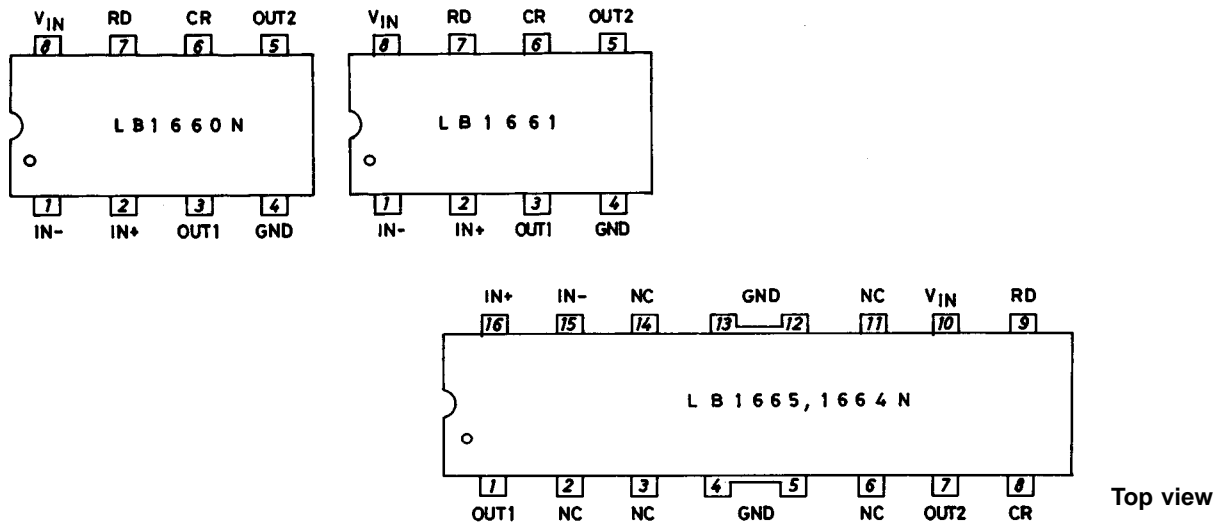 VIN RD CR OUT2 VIN RD CR OUT2
8 7 6 5 8 7 6 5
LB1660N LB1661
1 2 3 4 1 2 3 4
IN- IN+ OUT1 GND IN- IN+ OUT1 GND
IN+ IN- NC GND NC VIN RD
16 15 14 13 12 11 10 9
LB1665,1664N
1 2 3 4 5 6 7 8
OUT1 NC NC GND NC OUT2 CR
Top view